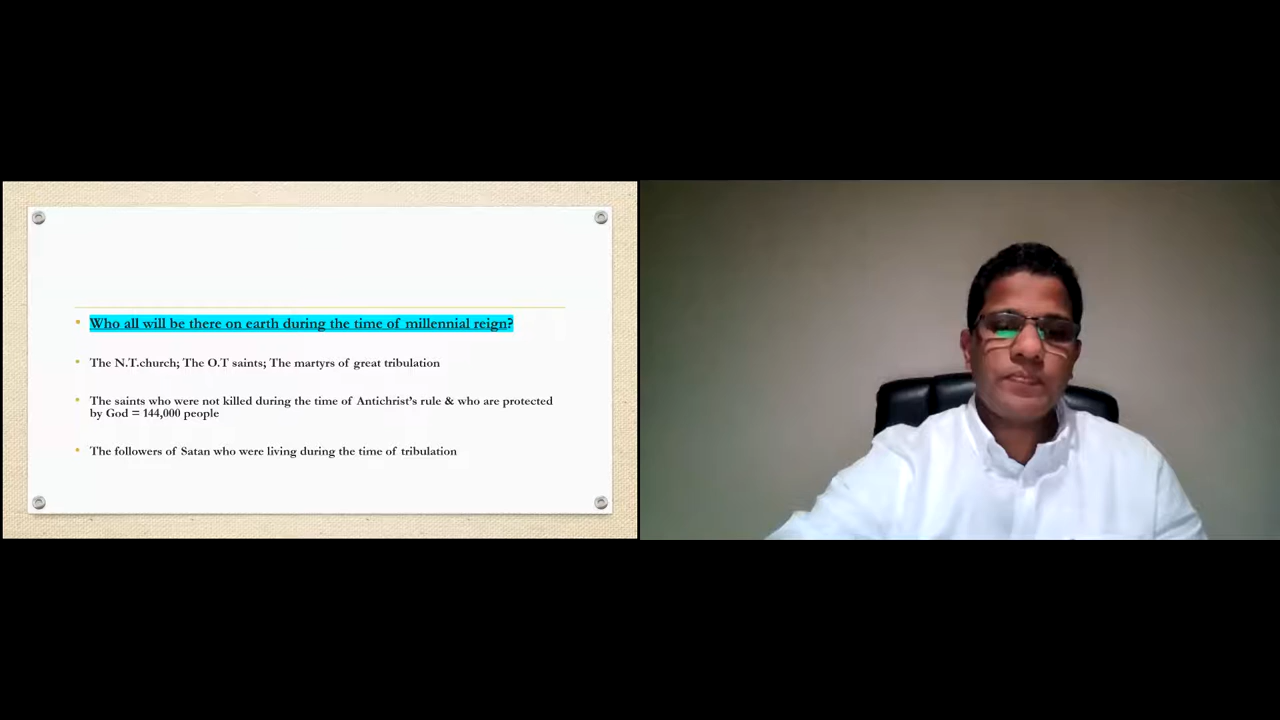 Who all will be there on earth during the time of millennial reign?
The N.T.church; The O.T saints; The martyrs of great tribulation
The saints who were not killed during the time of Antichrist's rule & who are protected
by God = 144,000 people
The followers of Satan who were living during the time of tribulation